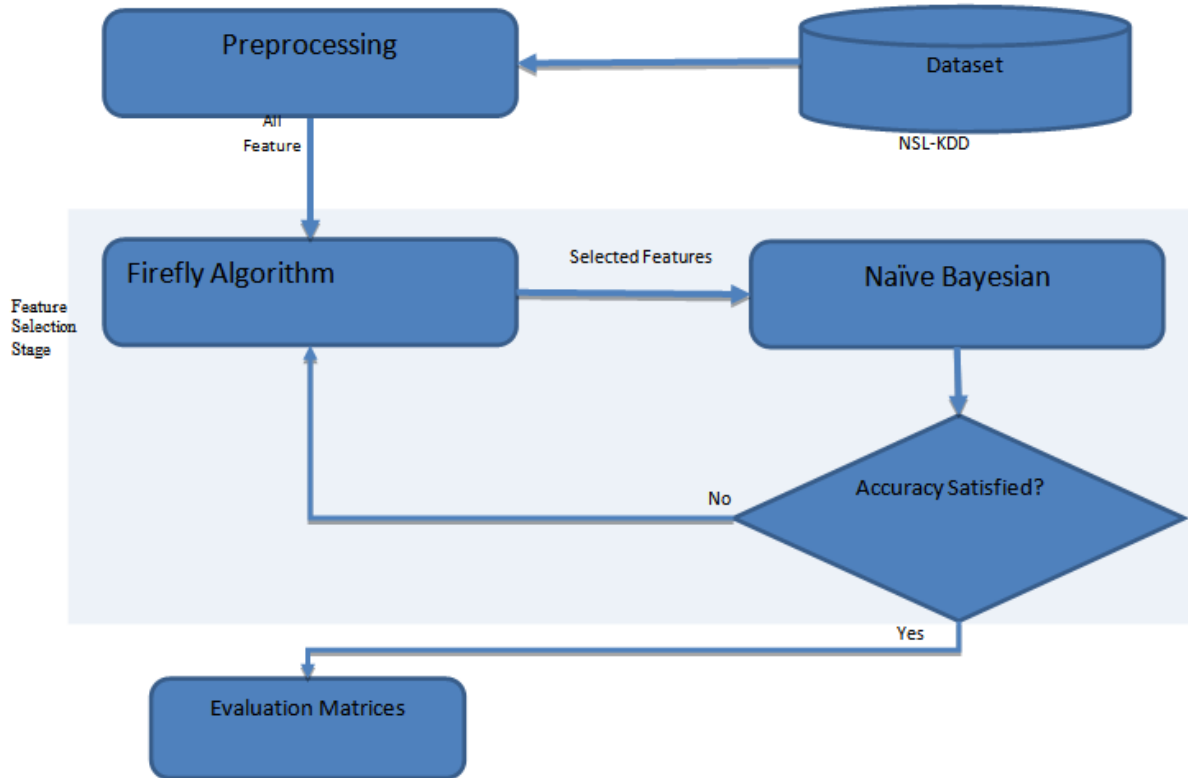 Preprocessing
Dataset
All
Feature
NSL-KDD
Firefly Algorithm
Selected Features
Naïve Bayesian
Feature
Selection
Stage
Accuracy Satisfied?
No
Yes
Evaluation Matrices